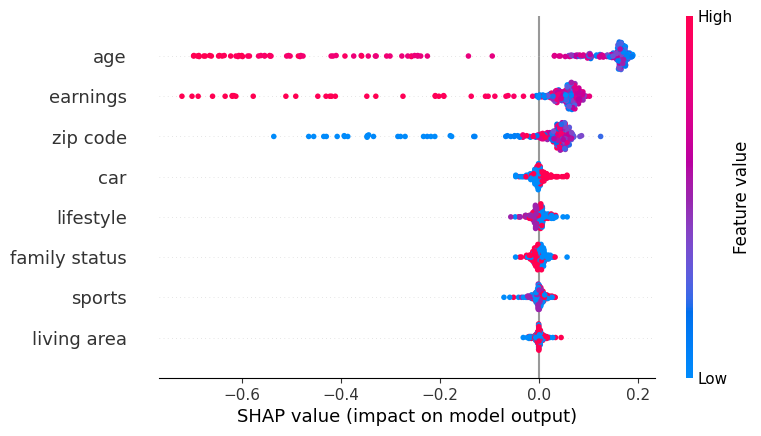 High
age
earnings
zip code
car
lifestyle
family status
sports
living area
Feature value
Low
−0.6 −0.4 −0.2 0.0 0.2
SHAP value (impact on model output)